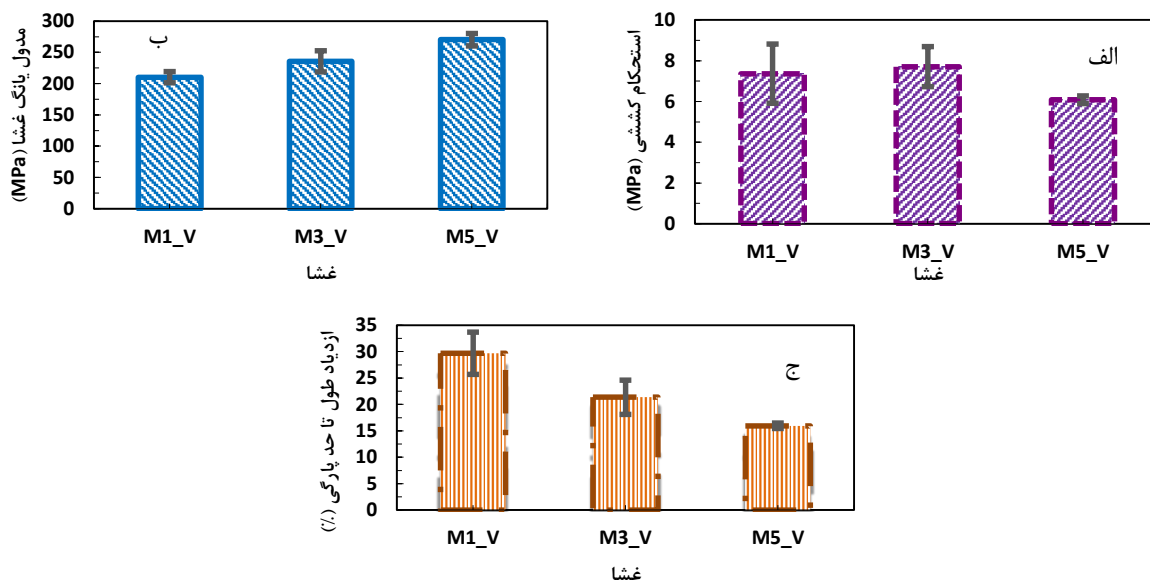 استحکام کششی (MPa)
10
8
6
4
2
0
الف
M1_V M3_V M5_V
غشا
مدول یانگ غشا (MPa)
300
250
200
150
100
50
0
ب
M1_V M3_V M5_V
غشا
ازدیاد طول تا حد پارگی (٪)
35
30
25
20
15
10
5
0
ج
M1_V M3_V M5_V
غشا